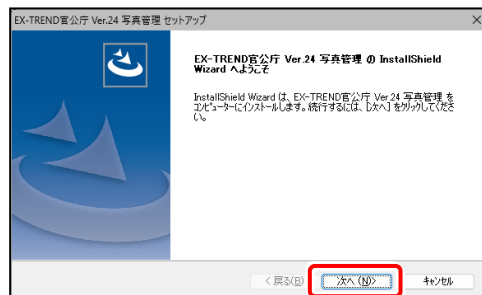 EX-TREND官公庁 Ver.24 写真管理 セットアップ
EX-TREND官公庁 Ver.24 写真管理 の InstallShield
Wizard へようこそ
InstallShield Wizard は、EX-TREND官公庁 Ver.24 写真管理 を
コンピューターにインストールします。続行するには、[次へ] をクリックしてくださ
い。
< 戻る(B)
次へ (N)>
キャンセル